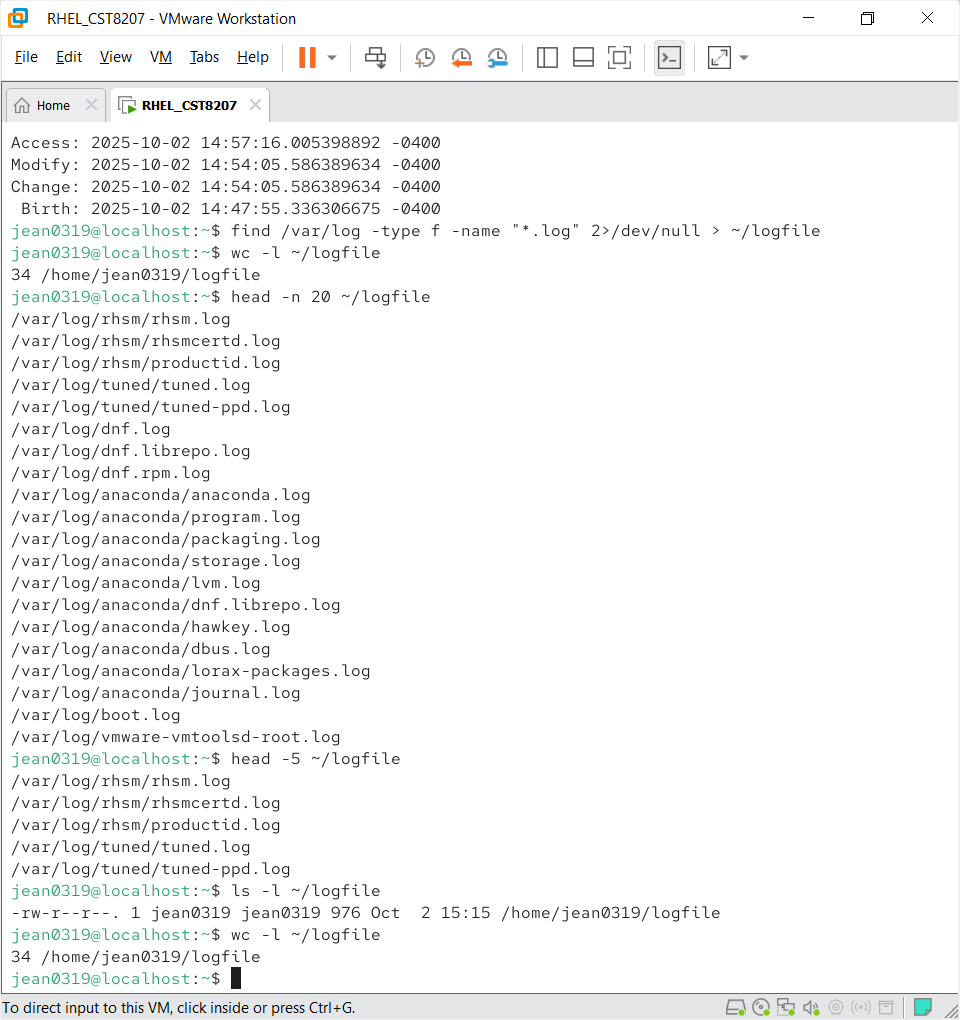 RHEL_CST8207 - VMware Workstation
File Edit View VM Tabs Help
Home RHEL_CST8207
Access: 2025-10-02 14:57:16.005398892 -0400
Modify: 2025-10-02 14:54:05.586389634 -0400
Change: 2025-10-02 14:54:05.586389634 -0400
 Birth: 2025-10-02 14:47:55.336306675 -0400
jean0319@localhost:~$ find /var/log -type f -name "*.log" 2>/dev/null > ~/logfile
jean0319@localhost:~$ wc -l ~/logfile
34 /home/jean0319/logfile
jean0319@localhost:~$ head -n 20 ~/logfile
/var/log/rhsm/rhsm.log
/var/log/rhsm/rhsmcertd.log
/var/log/rhsm/productid.log
/var/log/tuned/tuned.log
/var/log/tuned/tuned-ppd.log
/var/log/dnf.log
/var/log/dnf.librepo.log
/var/log/dnf.rpm.log
/var/log/anaconda/anaconda.log
/var/log/anaconda/program.log
/var/log/anaconda/packaging.log
/var/log/anaconda/storage.log
/var/log/anaconda/lvm.log
/var/log/anaconda/dnf.librepo.log
/var/log/anaconda/hawkey.log
/var/log/anaconda/dbus.log
/var/log/anaconda/lorax-packages.log
/var/log/anaconda/journal.log
/var/log/boot.log
/var/log/vmware-vmtoolsd-root.log
jean0319@localhost:~$ head -5 ~/logfile
/var/log/rhsm/rhsm.log
/var/log/rhsm/rhsmcertd.log
/var/log/rhsm/productid.log
/var/log/tuned/tuned.log
/var/log/tuned/tuned-ppd.log
jean0319@localhost:~$ ls -l ~/logfile
-rw-r--r--. 1 jean0319 jean0319 976 Oct  2 15:15 /home/jean0319/logfile
jean0319@localhost:~$ wc -l ~/logfile
34 /home/jean0319/logfile
jean0319@localhost:~$
To direct input to this VM, click inside or press Ctrl+G.